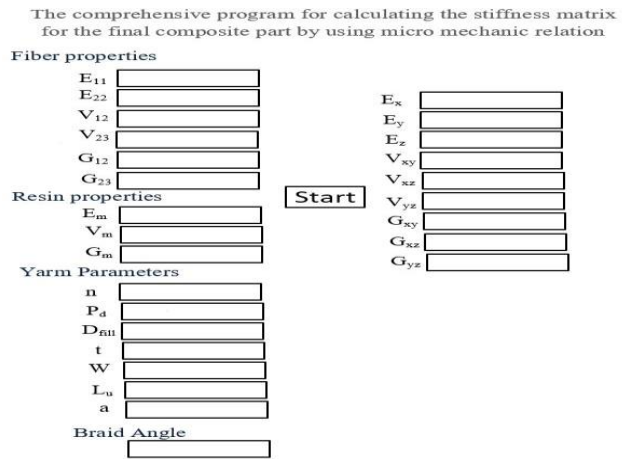 The comprehensive program for calculating the stiffness matrix
for the final composite part by using micro mechanic relation
Fiber properties
E11
E22
V12
V23
G12
G23
Resin properties
Em
Vm
Gm
Yarm Parameters
n
Pd
Dfill
t
W
Lu
a
Braid Angle
Start
Ex
Ey
Ez
Vxy
Vxz
Vyz
Gxy
Gxz
Gyz